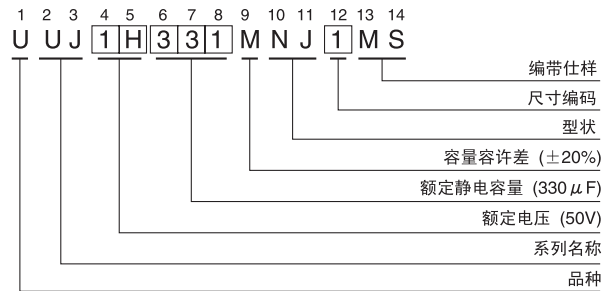 1 2 3 4 5 6 7 8 9 10 11 12 13 14
U U J 1 H 3 3 1 M N J 1 M S
编带仕样
尺寸编码
型状
容量容许差 (±20%)
额定静电容量 (330μF)
额定电压 (50V)
系列名称
品种